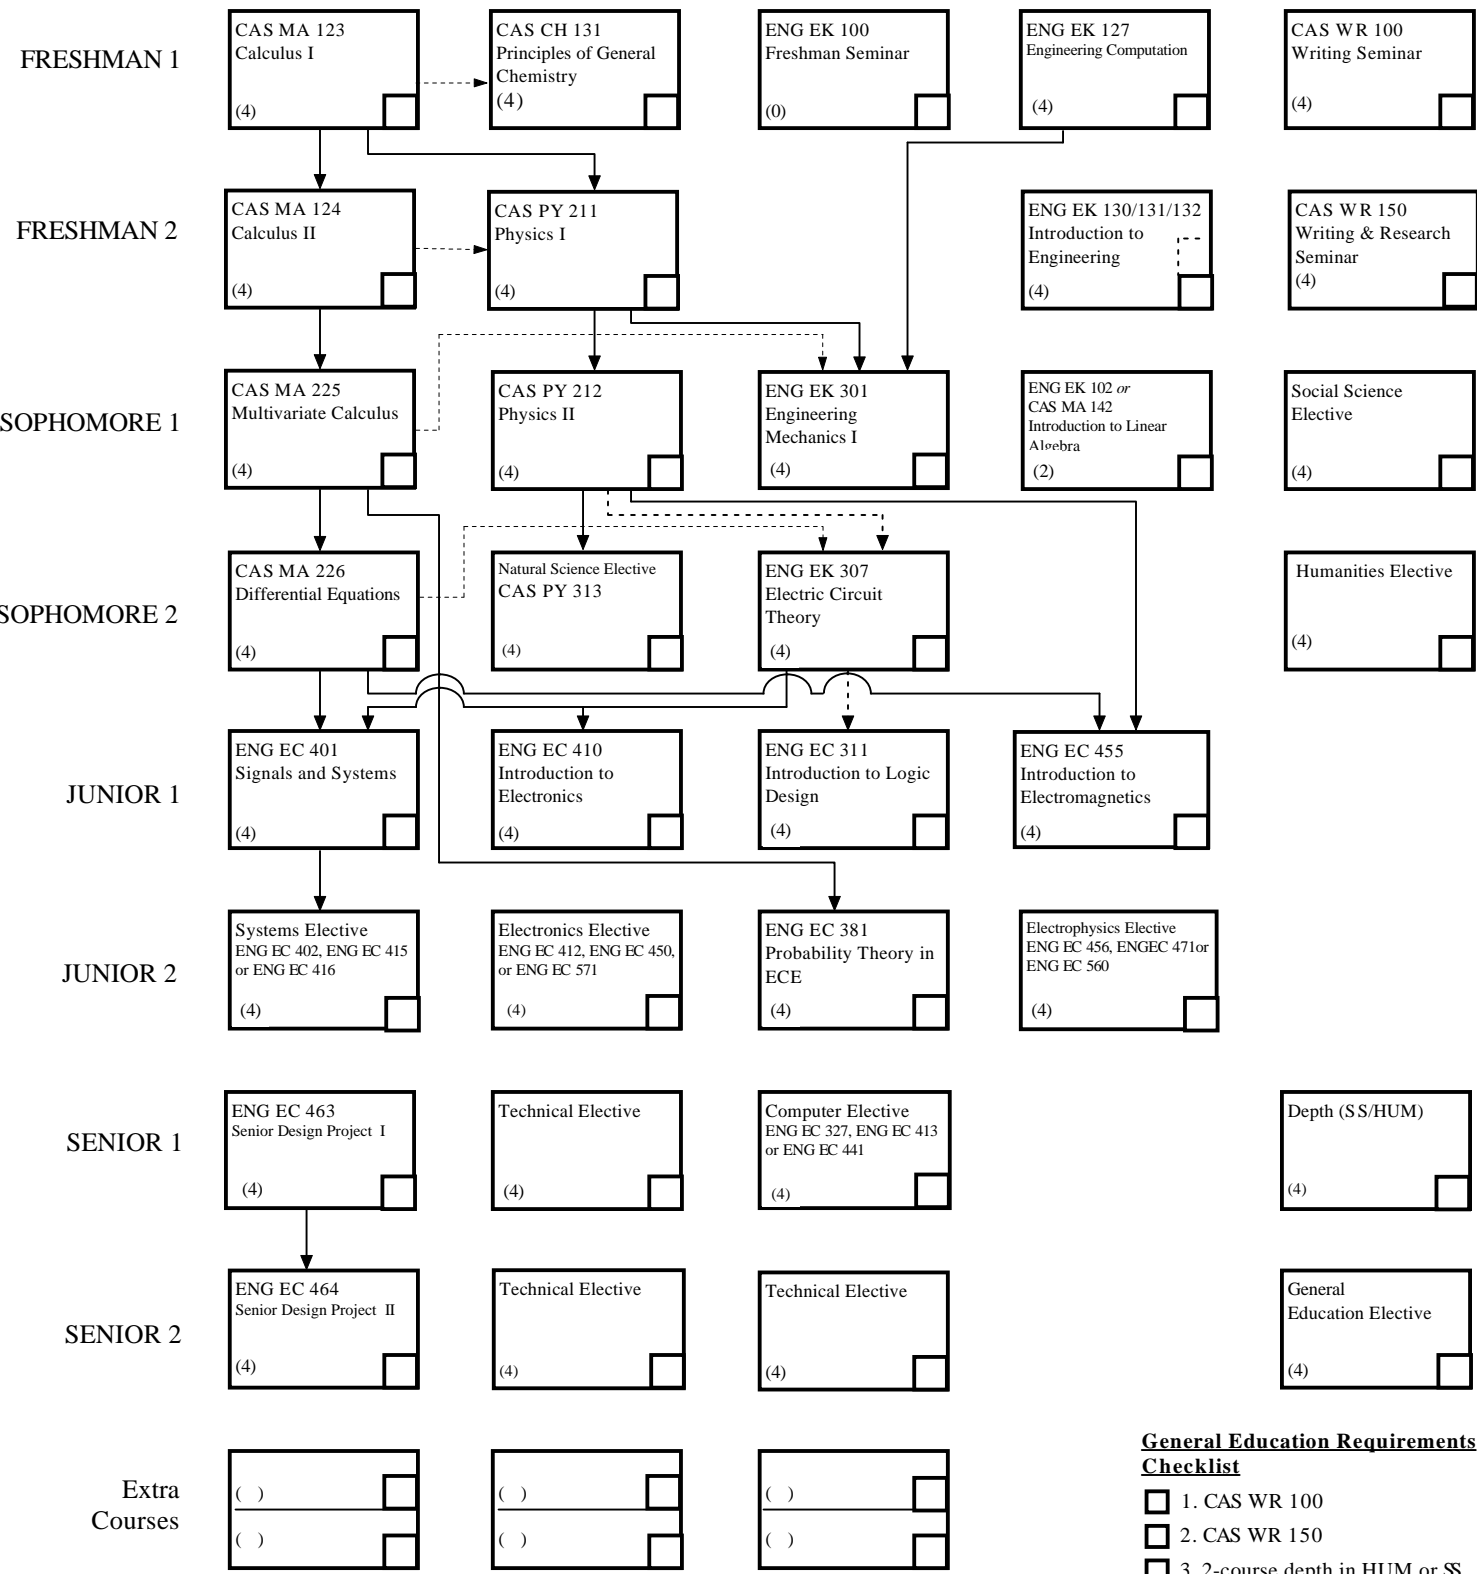 FRESHMAN 1
CAS MA 123
Calculus I
(4)
CAS CH 131
Principles of General
Chemistry
(4)
ENG EK 100
Freshman Seminar
(0)
ENG EK 127
Engineering Computation
(4)
CAS WR 100
Writing Seminar
(4)
FRESHMAN 2
CAS MA 124
Calculus II
(4)
CAS PY 211
Physics I
(4)
ENG EK 130/131/132
Introduction to
Engineering
(4)
CAS WR 150
Writing & Research
Seminar
(4)
SOPHOMORE 1
CAS MA 225
Multivariate Calculus
(4)
CAS PY 212
Physics II
(4)
ENG EK 301
Engineering
Mechanics I
(4)
ENG EK 102 or
CAS MA 142
Introduction to Linear
Algebra
(2)
Social Science
Elective
(4)
SOPHOMORE 2
CAS MA 226
Differential Equations
(4)
Natural Science Elective
CAS PY 313
(4)
ENG EK 307
Electric Circuit
Theory
(4)
Humanities Elective
(4)
JUNIOR 1
ENG EC 401
Signals and Systems
(4)
ENG EC 410
Introduction to
Electronics
(4)
ENG EC 311
Introduction to Logic
Design
(4)
ENG EC 455
Introduction to
Electromagnetics
(4)
JUNIOR 2
Systems Elective
ENG EC 402, ENG EC 415
or ENG EC 416
(4)
Electronics Elective
ENG EC 412, ENG EC 450,
or ENG EC 571
(4)
ENG EC 381
Probability Theory in
ECE
(4)
Electrophysics Elective
ENG EC 456, ENGEC 471or
ENG EC 560
(4)
SENIOR 1
ENG EC 463
Senior Design Project I
(4)
Technical Elective
(4)
Computer Elective
ENG EC 327, ENG EC 413
or ENG EC 441
(4)
Depth (SS/HUM)
(4)
SENIOR 2
ENG EC 464
Senior Design Project II
(4)
Technical Elective
(4)
Technical Elective
(4)
General
Education Elective
(4)
Extra
Courses
( )
( )
( )
( )
( )
( )
General Education Requirements
Checklist
1. CAS WR 100
2. CAS WR 150
3. 2-course depth in HUM or SS